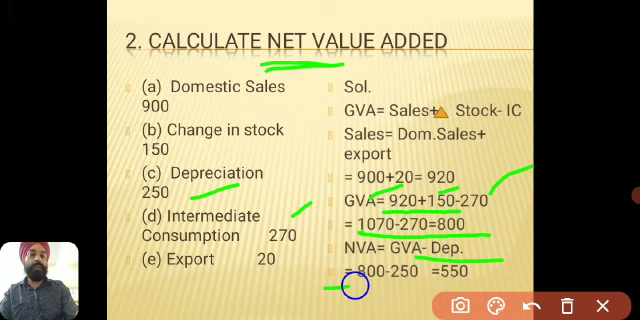 2. CALCULATE NET VALUE ADDED
(a) Domestic Sales
900
(b) Change in stock
150
(c) Depreciation
250
(d) Intermediate
Consumption 270
(e) Export 20
Sol.
GVA= Sales+ Stock- IC
Sales= Dom.Sales+
export
= 900+20= 920
GVA= 920+150-270
= 1070-270=800
NVA= GVA- Dep.
= 800-250 =550